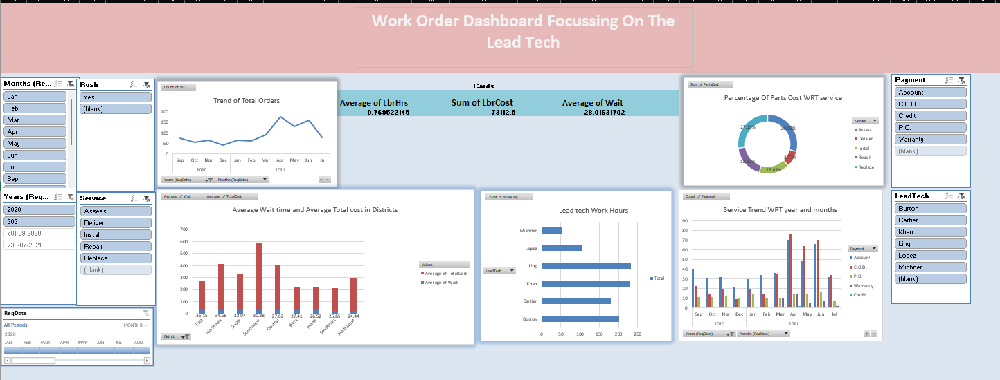 Work Order Dashboard Focussing On The
Lead Tech
Months (Re...
Jan
Feb
Mar
Apr
May
Jun
Jul
Sep
Rush
Yes
(blank)
Years (Req...
2020
2021
<01-09-2020
>30-07-2021
Service
Assess
Deliver
Install
Repair
Replace
(blank)
ReqDate
All Periods
MONTHS
2020
JAN FEB MAR APR MAY JUN JUL AUG
Count of WO
Trend of Total Orders
200
150
100
50
0
Sep Oct Nov Dec Jan Feb Mar Apr May Jun Jul
2020 2021
Years (ReqDate) Months (ReqDate)
Cards
Average of LbrHrs Sum of LbrCost Average of Wait
0.769522145 73112.5 28.01631702
Sum of PartsCost
Percentage Of Parts Cost WRT service
27.19%
16.83%
Service
Assess
Deliver
Install
Repair
Replace
Average of Wait Average of TotalCost
Average Wait time and Average Total cost in Districts
700
600
500
400
300
200
100
0
35.15 34.68 32.07 30.38 27.62 27.41 26.52 25.85 24.44
East Northeast South Southwest Central West North Southeast Northwest
Values
Average of TotalCost
Average of Wait
District
Count of WorkDay
Lead tech Work Hours
Michner
Lopez
Ling
Khan
Cartier
Burton
0 50 100 150 200 250
LeadTech
Total
Count of Payment
Service Trend WRT year and months
90
80
70
60
50
40
30
20
10
0
Sep Oct Nov Dec Jan Feb Mar Apr May Jun Jul
2020 2021
Payment
Account
C.O.D.
P.O.
Warranty
Credit
Years (ReqDate) Months (ReqDate)
Payment
Account
C.O.D.
Credit
P.O.
Warranty
(blank)
LeadTech
Burton
Cartier
Khan
Ling
Lopez
Michner
(blank)